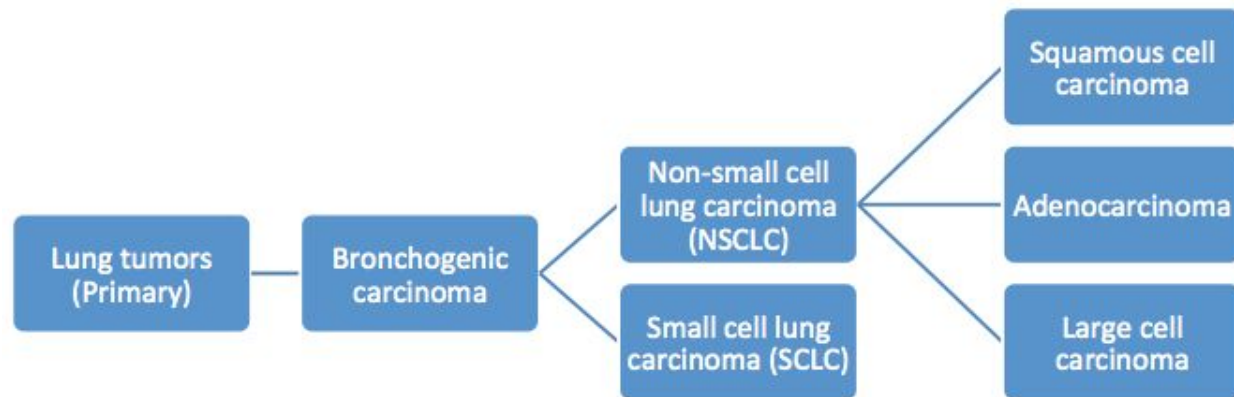 Lung tumors
(Primary)
Bronchogenic
carcinoma
Non-small cell
lung carcinoma
(NSCLC)
Small cell lung
carcinoma (SCLC)
Squamous cell
carcinoma
Adenocarcinoma
Large cell
carcinoma